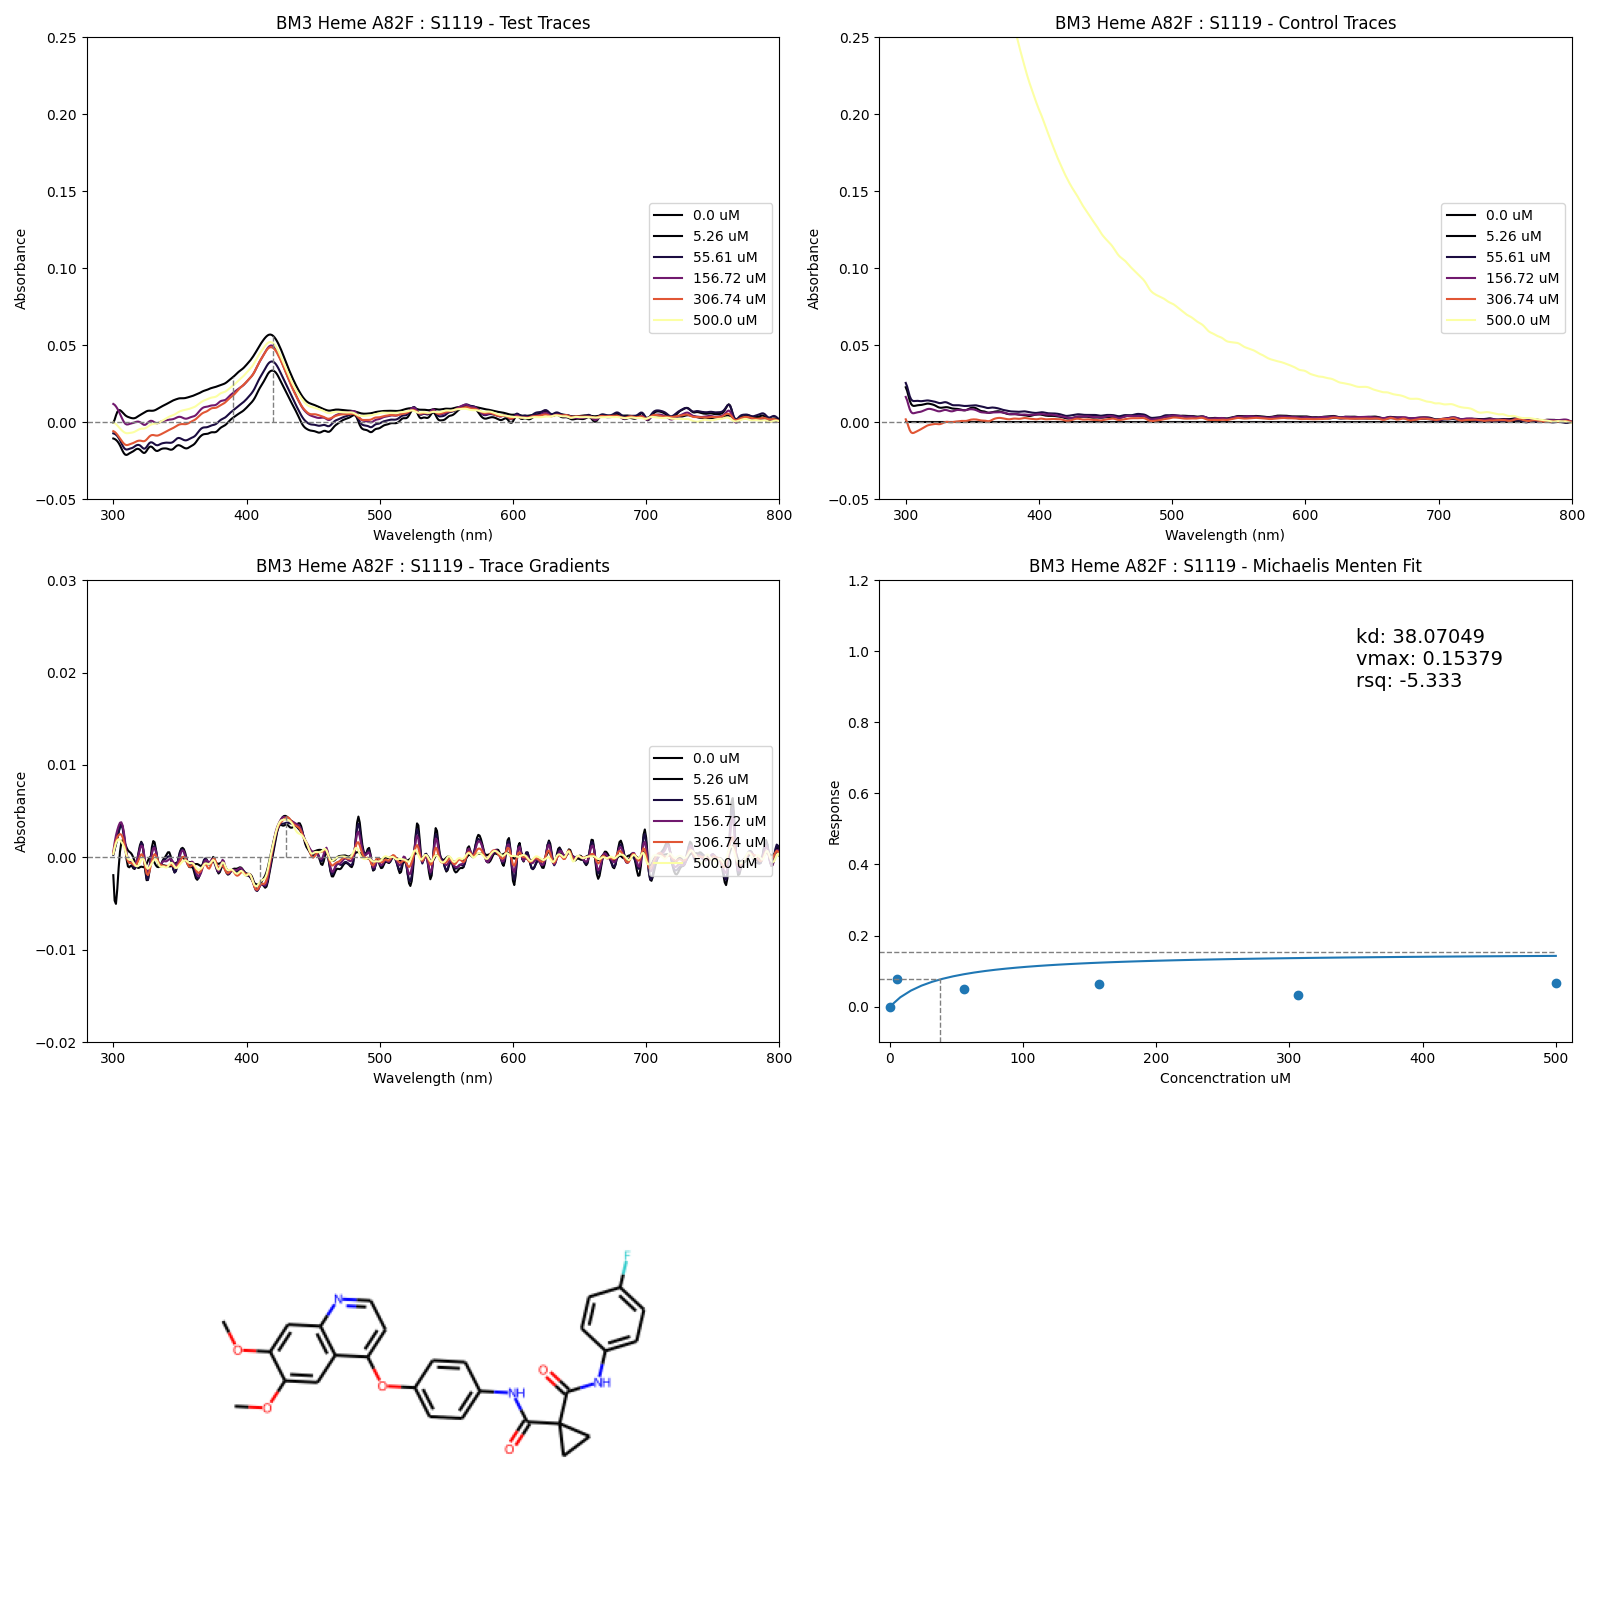 BM3 Heme A82F : S1119 - Test Traces
0.25
0.20
0.15
0.10
0.05
0.00
−0.05
Absorbance
300 400 500 600 700 800
Wavelength (nm)
0.0 uM
5.26 uM
55.61 uM
156.72 uM
306.74 uM
500.0 uM
BM3 Heme A82F : S1119 - Control Traces
0.25
0.20
0.15
0.10
0.05
0.00
−0.05
Absorbance
300 400 500 600 700 800
Wavelength (nm)
0.0 uM
5.26 uM
55.61 uM
156.72 uM
306.74 uM
500.0 uM
BM3 Heme A82F : S1119 - Trace Gradients
0.03
0.02
0.01
0.00
−0.01
−0.02
Absorbance
300 400 500 600 700 800
Wavelength (nm)
0.0 uM
5.26 uM
55.61 uM
156.72 uM
306.74 uM
500.0 uM
BM3 Heme A82F : S1119 - Michaelis Menten Fit
1.2
1.0
0.8
0.6
0.4
0.2
0.0
Response
0 100 200 300 400 500
Concenctration uM
kd: 38.07049
vmax: 0.15379
rsq: -5.333
F
N
O
O
O
NH
O
O
NH